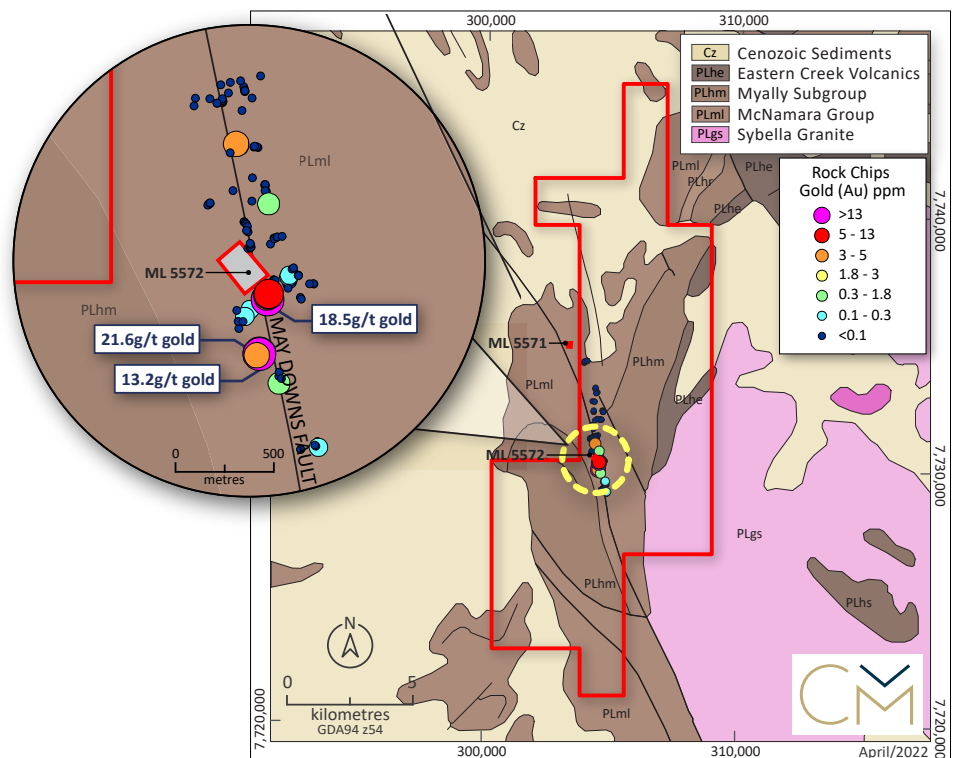 300,000
310,000
Cz Cenozoic Sediments
PLhe Eastern Creek Volcanics
PLhm Myally Subgroup
PLml McNamara Group
PLgs Sybella Granite
Rock Chips
Gold (Au) ppm
>13
5 - 13
3 - 5
1.8 - 3
0.3 - 1.8
0.1 - 0.3
<0.1
Cz
PLml
PLhe
PLhr
PLhe
7,740,000
PLml
ML 5572
PLhm
18.5g/t gold
21.6g/t gold
13.2g/t gold
MAY DOWNS FAULT
0 500
metres
ML 5571
PLhm
PLml
PLhe
ML 5572
7,730,000
PLgs
PLhm
PLhs
N
0 5
kilometres
GDA94 z54
PLml
CM
7,720,000
7,720,000
300,000
310,000
April/2022